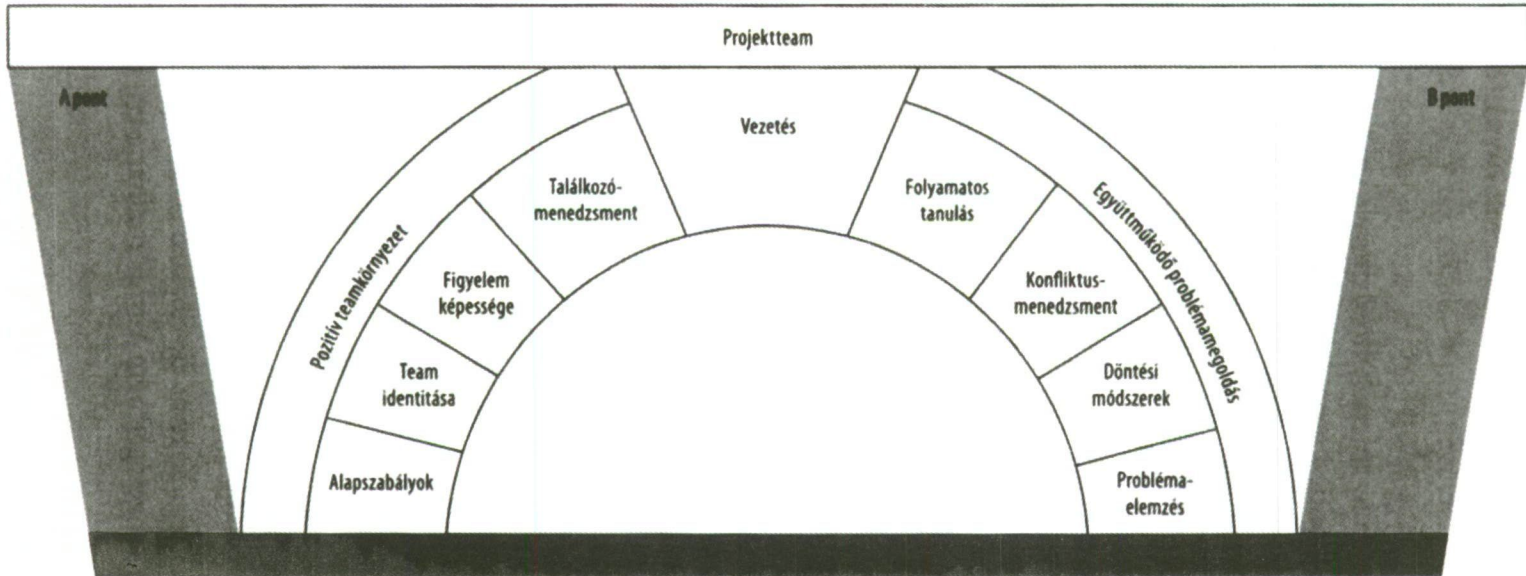 Projektteam
A pont
B pont
Vezetés
Találkozó-
menedzsment
Folyamatos
tanulás
Pozitív teamkörnyezet
Együttműködő problémamegoldás
Figyelem
képessége
Konfliktus-
menedzsment
Team
identitása
Döntési
módszerek
Alapszabályok
Probléma-
elemzés